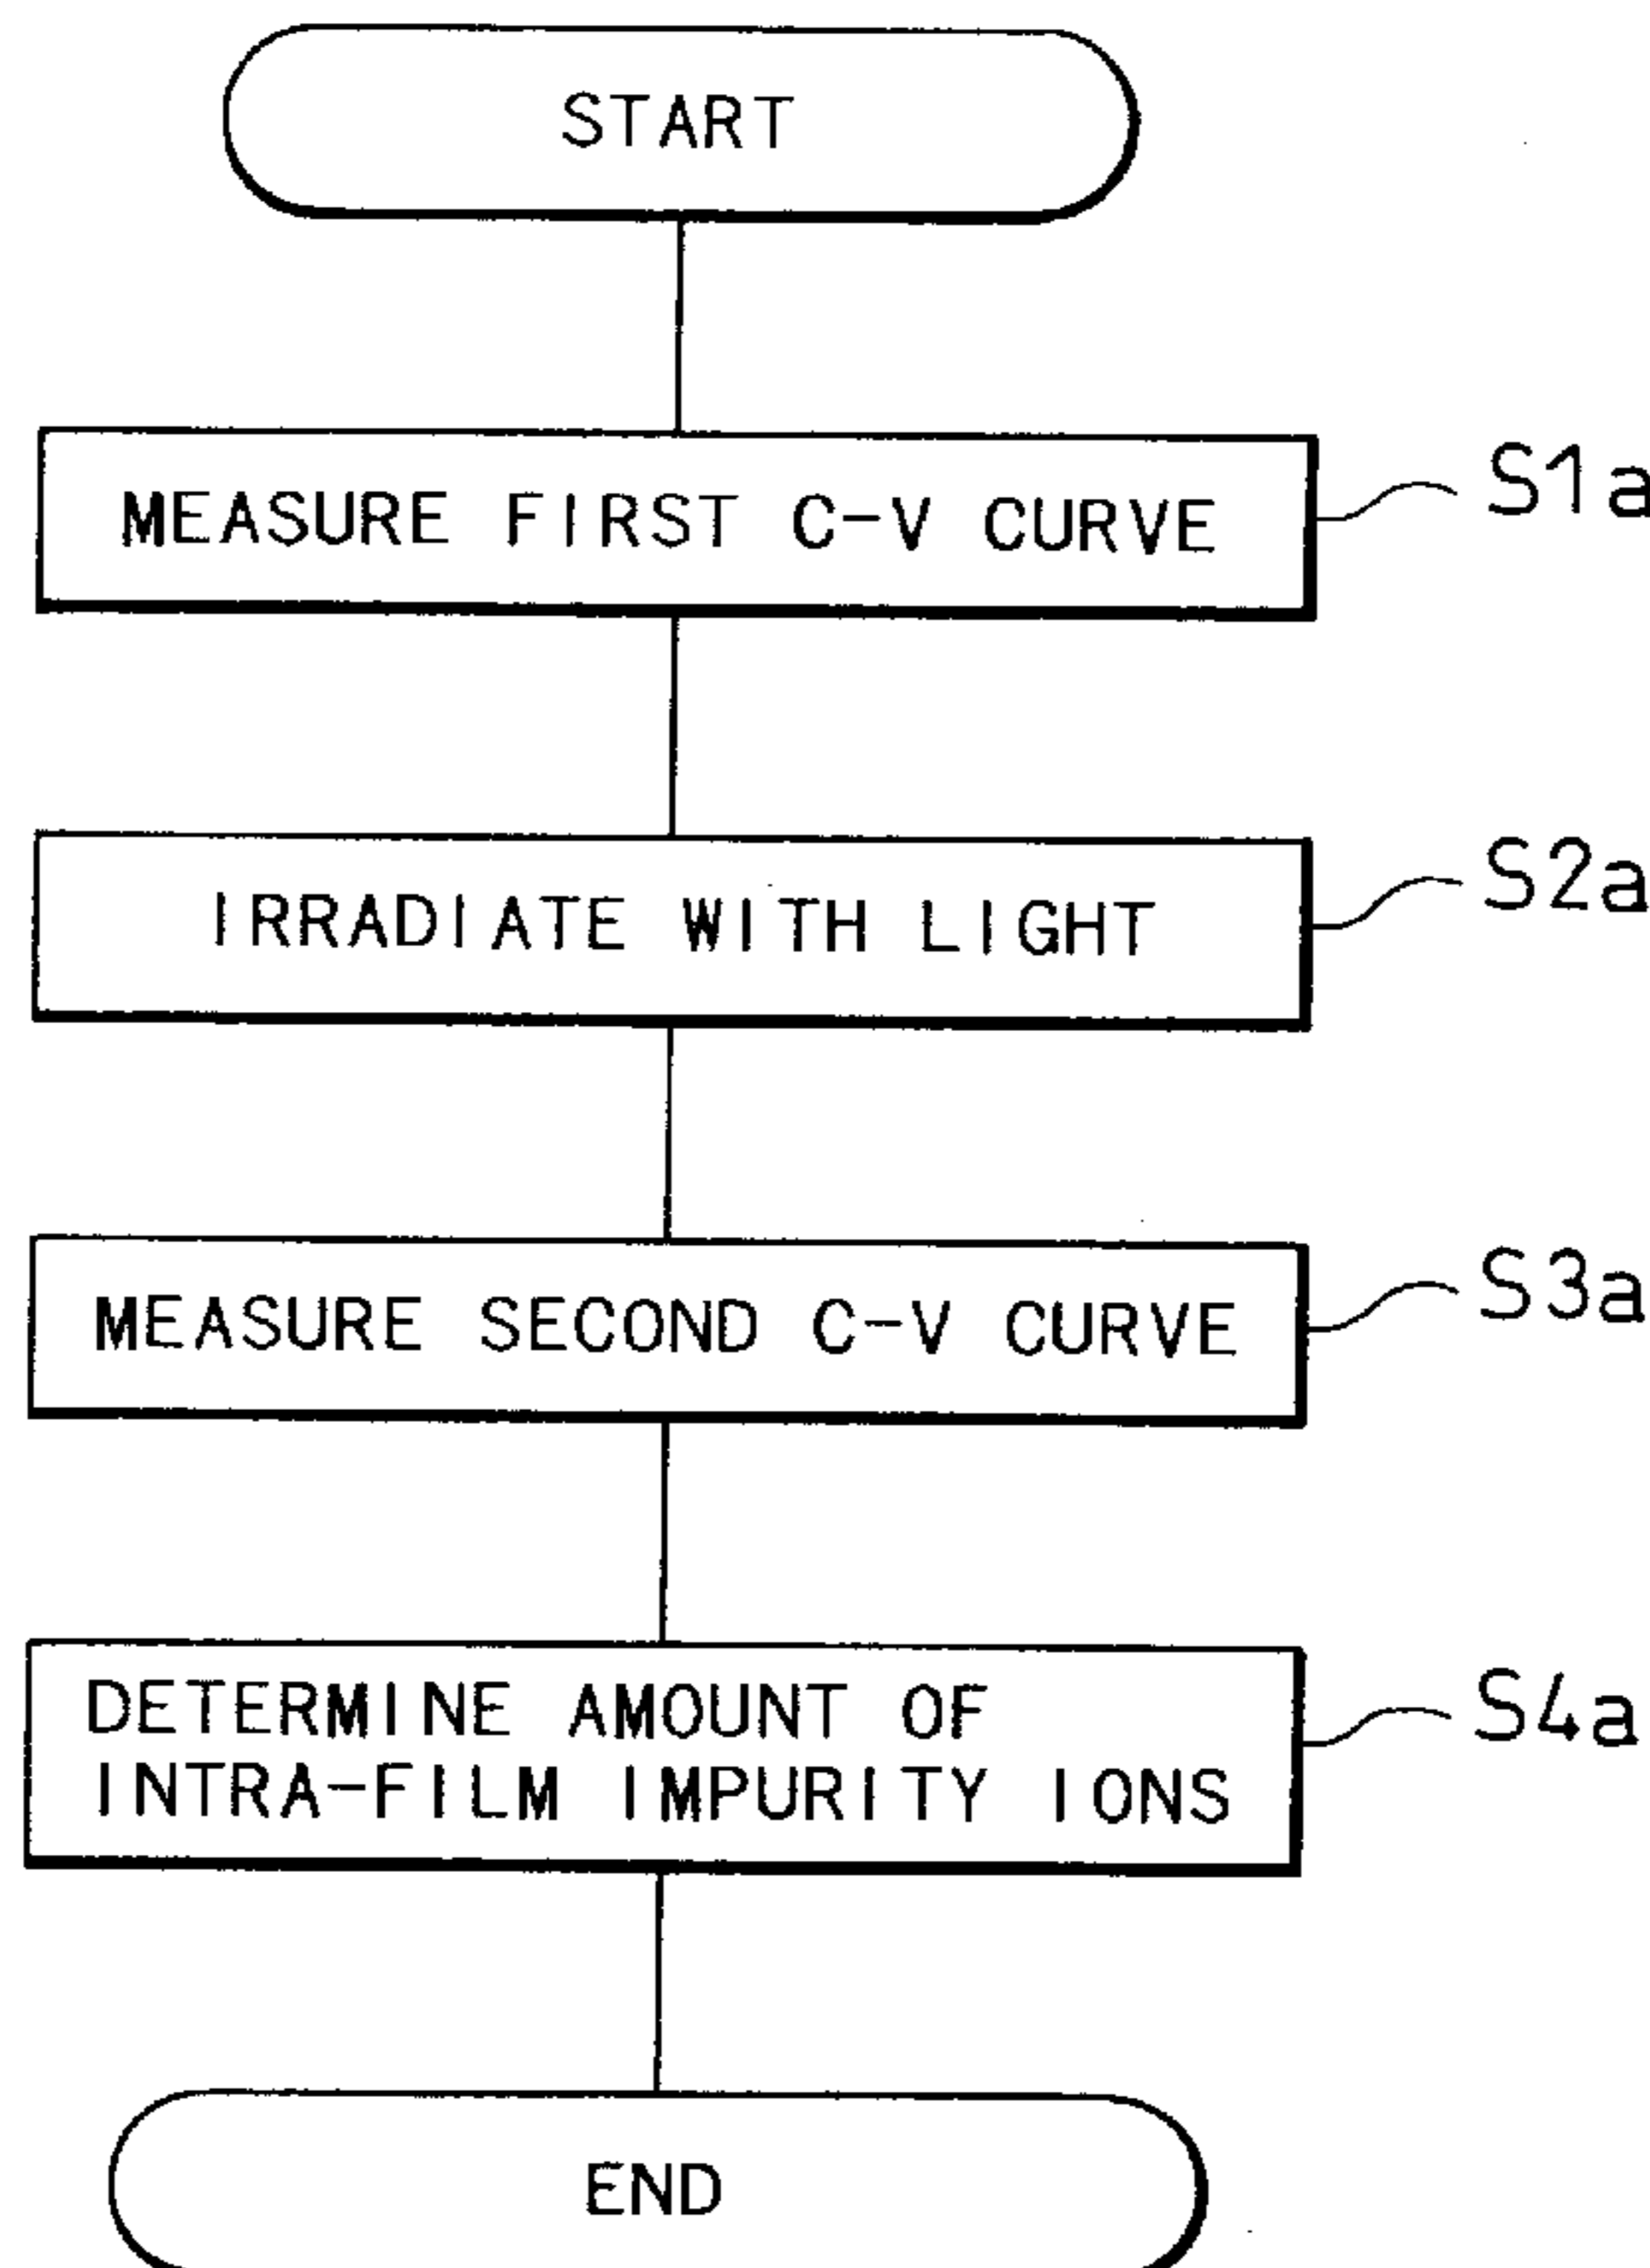 START
MEASURE FIRST C-V CURVE
S1a
IRRADIATE WITH LIGHT
S2a
MEASURE SECOND C-V CURVE
S3a
DETERMINE AMOUNT OF
INTRA-FILM IMPURITY IONS
S4a
END